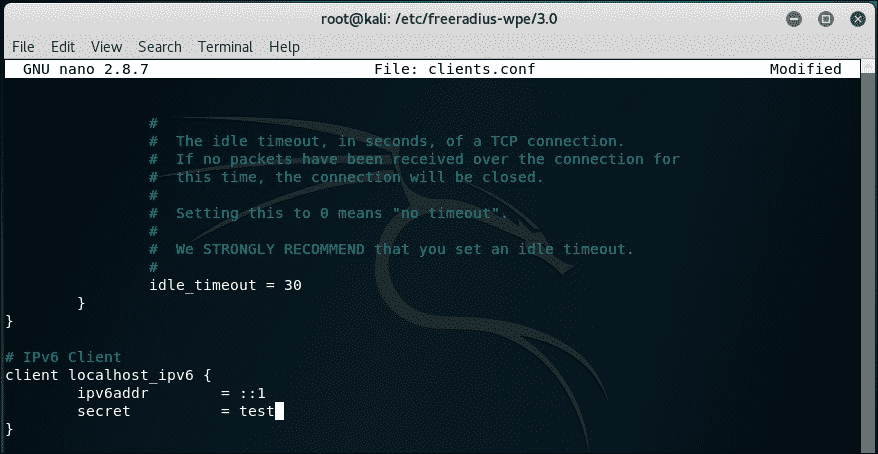 root@kali: /etc/freeradius-wpe/3.0
File Edit View Search Terminal Help
GNU nano 2.8.7 File: clients.conf Modified
#
# The idle timeout, in seconds, of a TCP connection.
# If no packets have been received over the connection for
# this time, the connection will be closed.
#
# Setting this to 0 means "no timeout".
#
# We STRONGLY RECOMMEND that you set an idle timeout.
#
idle_timeout = 30
}
}
# IPv6 Client
client localhost_ipv6 {
ipv6addr = ::1
secret = test
}